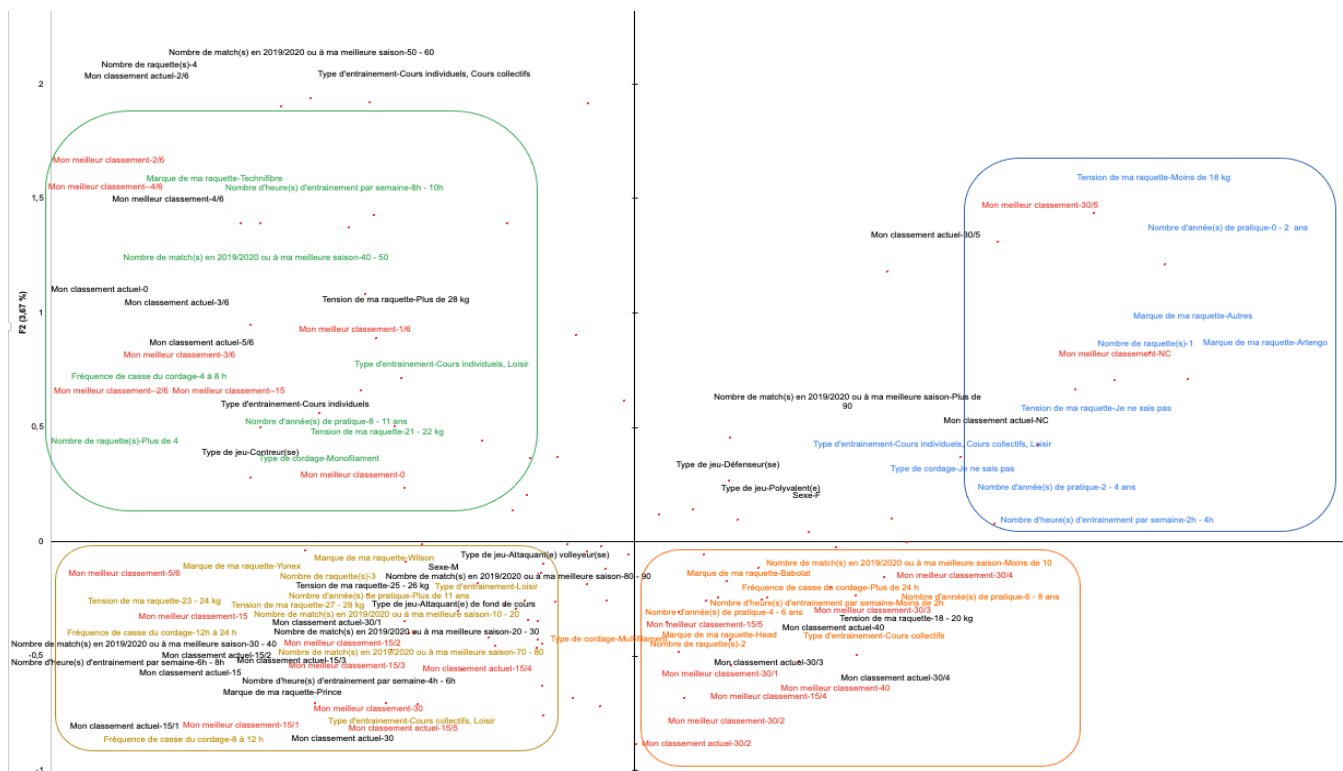 Nombre de match(s) en 2019/2020 ou à ma meilleure saison-50 - 60
Nombre de raquette(s)-4
Mon classement actuel-2/6
Type d'entrainement-Cours individuels, Cours collectifs
2
Mon meilleur classement-2/6
Marque de ma raquette-Technifibre
Mon meilleur classement--4/6
Nombre d'heure(s) d'entrainement par semaine-8h - 10h
Mon meilleur classement-4/6
1,5
Nombre de match(s) en 2019/2020 ou à ma meilleure saison-40 - 50
Mon classement actuel-0
Mon classement actuel-3/6
Tension de ma raquette-Plus de 28 kg
1
F2 (3,67 %)
Mon meilleur classement-1/6
Mon classement actuel-5/6
Mon meilleur classement-3/6
Type d'entrainement-Cours individuels, Loisir
Fréquence de casse du cordage-4 à 8 h
Mon meilleur classement--2/6
Mon meilleur classement--15
Type d'entrainement-Cours individuels
Nombre d'année(s) de pratique-8 - 11 ans
Tension de ma raquette-21 - 22 kg
Nombre de raquette(s)-Plus de 4
0,5
Type de jeu-Contreur(se)
Type de cordage-Monofilament
Mon meilleur classement-0
Tension de ma raquette-Moins de 18 kg
Mon meilleur classement-30/5
Nombre d'année(s) de pratique-0 - 2 ans
Mon classement actuel-30/5
Marque de ma raquette-Autres
Nombre de raquette(s)-1
Marque de ma raquette-Artengo
Mon meilleur classement-NC
Nombre de match(s) en 2019/2020 ou à ma meilleure saison-Plus de
90
Tension de ma raquette-Je ne sais pas
Mon classement actuel-NC
Type d'entrainement-Cours individuels, Cours collectifs, Loisir
Type de jeu-Défenseur(se)
Type de cordage-Je ne sais pas
Type de jeu-Polyvalent(e)
Sexe-F
Nombre d'année(s) de pratique-2 - 4 ans
Nombre d'heure(s) d'entrainement par semaine-2h - 4h
0
Marque de ma raquette-Wilson
Type de jeu-Attaquant(e) volleyeur(se)
Marque de ma raquette-Yonex
Sexe-M
Mon meilleur classement-5/6
Nombre de raquette(s)-3
Nombre de match(s) en 2019/2020 ou à ma meilleure saison-80 - 90
Tension de ma raquette-25 - 26 kg
Type d'entrainement-Loisir
Nombre d'année(s) de pratique-Plus de 11 ans
Tension de ma raquette-23 - 24 kg
Tension de ma raquette-27 - 28 kg
Type de jeu-Attaquant(e) de fond de cours
Mon meilleur classement-15
Nombre de match(s) en 2019/2020 ou à ma meilleure saison-10 - 20
Mon classement actuel-30/1
Fréquence de casse du cordage-12h à 24 h
Nombre de match(s) en 2019/2020 ou à ma meilleure saison-20 - 30
Nombre de match(s) en 2019/2020 ou à ma meilleure saison-30 - 40
Mon meilleur classement-15/2
-0,5
Mon classement actuel-15/2
Nombre de match(s) en 2019/2020 ou à ma meilleure saison-70 - 80
Nombre d'heure(s) d'entrainement par semaine-6h - 8h
Mon classement actuel-15/3
Mon meilleur classement-15/3
Mon classement actuel-15/4
Mon classement actuel-15
Nombre d'heure(s) d'entrainement par semaine-4h - 6h
Marque de ma raquette-Prince
Mon meilleur classement-30
Mon classement actuel-15/1
Mon meilleur classement-15/1
Type d'entrainement-Cours collectifs, Loisir
Mon classement actuel-15/5
Fréquence de casse du cordage-8 à 12 h
Mon classement actuel-30
-1
Nombre de match(s) en 2019/2020 ou à ma meilleure saison-Moins de 10
Marque de ma raquette-Babolat
Mon meilleur classement-30/4
Fréquence de casse du cordage-Plus de 24 h
Nombre d'année(s) de pratique-6 - 8 ans
Nombre d'heure(s) d'entrainement par semaine-Moins de 2h
Nombre d'année(s) de pratique-4 - 6 ans
Mon meilleur classement-30/3
Tension de ma raquette-18 - 20 kg
Mon meilleur classement-15/5
Mon classement actuel-40
Type de cordage-Multifilament
Marque de ma raquette-Head
Type d'entrainement-Cours collectifs
Nombre de raquette(s)-2
Mon classement actuel-30/3
Mon meilleur classement-30/1
Mon classement actuel-30/4
Mon meilleur classement-40
Mon meilleur classement-15/4
Mon meilleur classement-30/2
Mon classement actuel-30/2